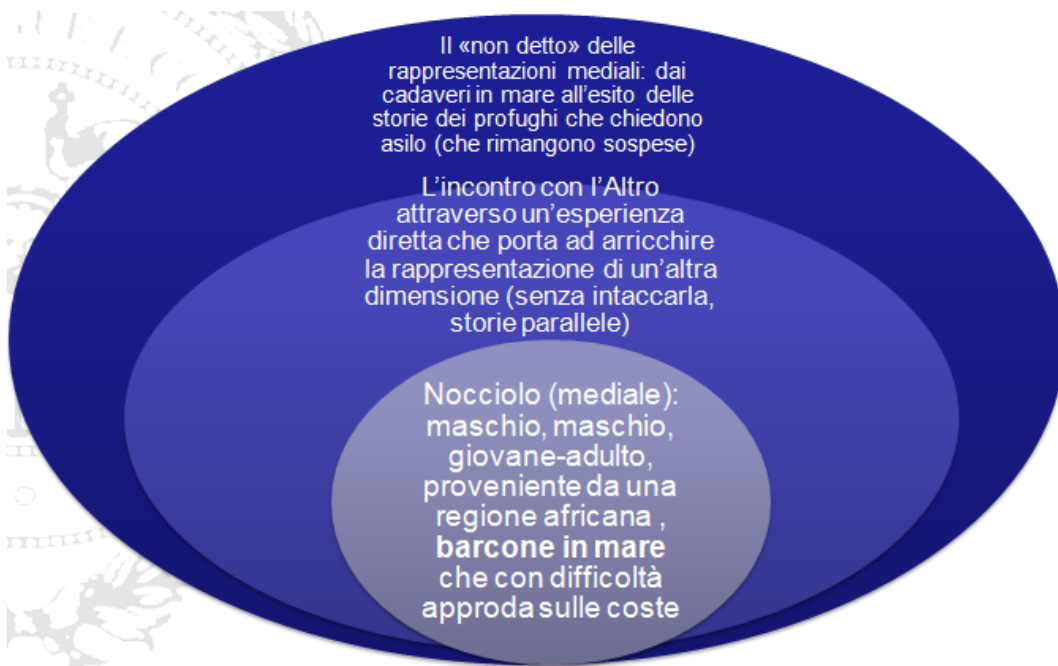 Il «non detto» delle
rappresentazioni mediali: dai
cadaveri in mare all’esito delle
storie dei profughi che chiedono
asilo (che rimangono sospese)
L’incontro con l’Altro
attraverso un’esperienza
diretta che porta ad arricchire
la rappresentazione di un’altra
dimensione (senza intaccarla,
storie parallele)
Nocciolo (mediale):
maschio, maschio,
giovane-adulto,
proveniente da una
regione africana ,
barcone in mare
che con difficoltà
approda sulle coste